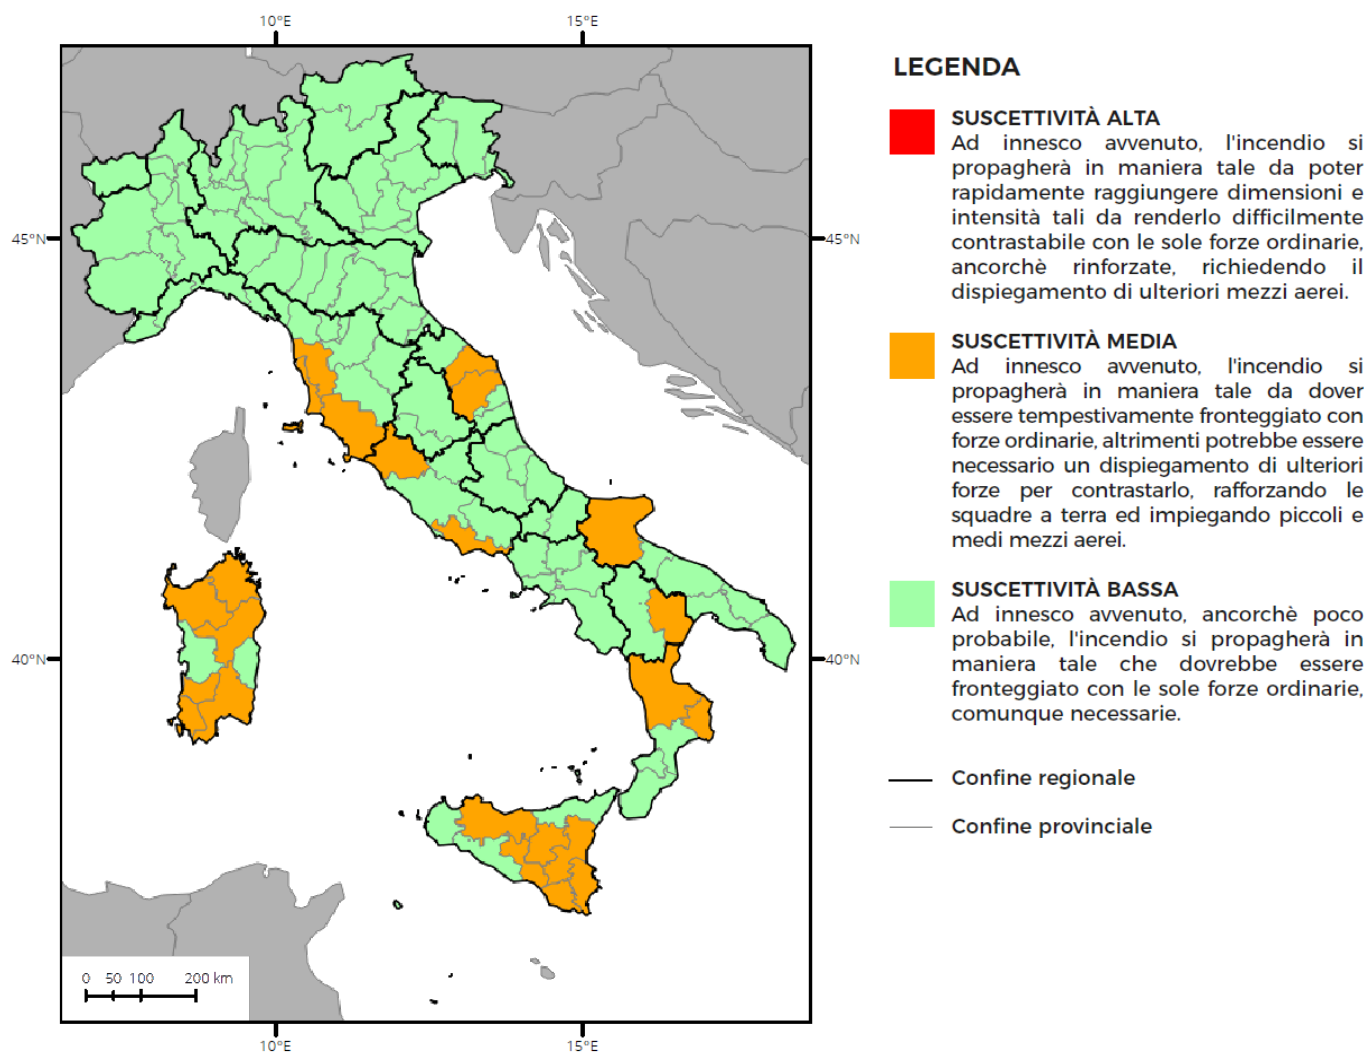 10°E 15°E
45°N 45°N
40°N 40°N
0 50 100 200 km
10°E 15°E
LEGENDA
SUSCETTIVITÀ ALTA
Ad innesco avvenuto, l'incendio si
propagherà in maniera tale da poter
rapidamente raggiungere dimensioni e
intensità tali da renderlo difficilmente
contrastabile con le sole forze ordinarie,
ancorchè rinforzate, richiedendo il
dispiegamento di ulteriori mezzi aerei.
SUSCETTIVITÀ MEDIA
Ad innesco avvenuto, l'incendio si
propagherà in maniera tale da dover
essere tempestivamente fronteggiato con
forze ordinarie, altrimenti potrebbe essere
necessario un dispiegamento di ulteriori
forze per contrastarlo, rafforzando le
squadre a terra ed impiegando piccoli e
medi mezzi aerei.
SUSCETTIVITÀ BASSA
Ad innesco avvenuto, ancorchè poco
probabile, l'incendio si propagherà in
maniera tale che dovrebbe essere
fronteggiato con le sole forze ordinarie,
comunque necessarie.
Confine regionale
Confine provinciale